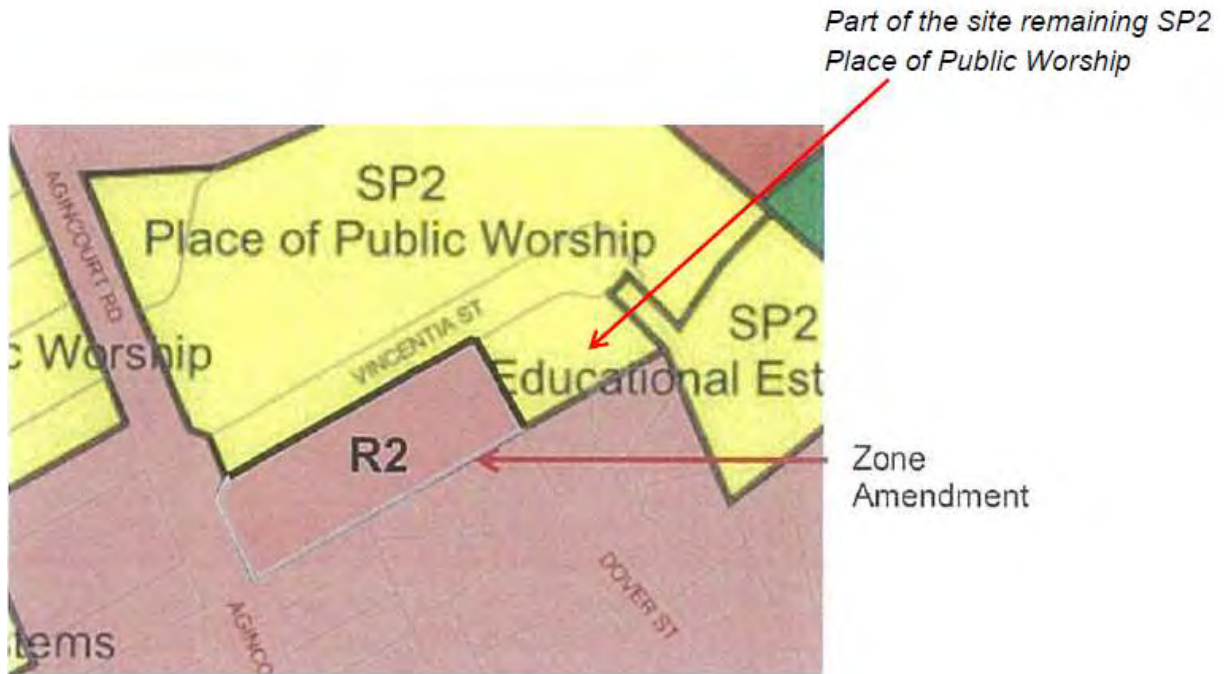 Part of the site remaining SP2
Place of Public Worship
AGINCOURT RD
SP2
Place of Public Worship
VINCENTIA ST
c Worship
SP2
Educational Est
R2
Zone
Amendment
DOVER ST
AGINCO
tems